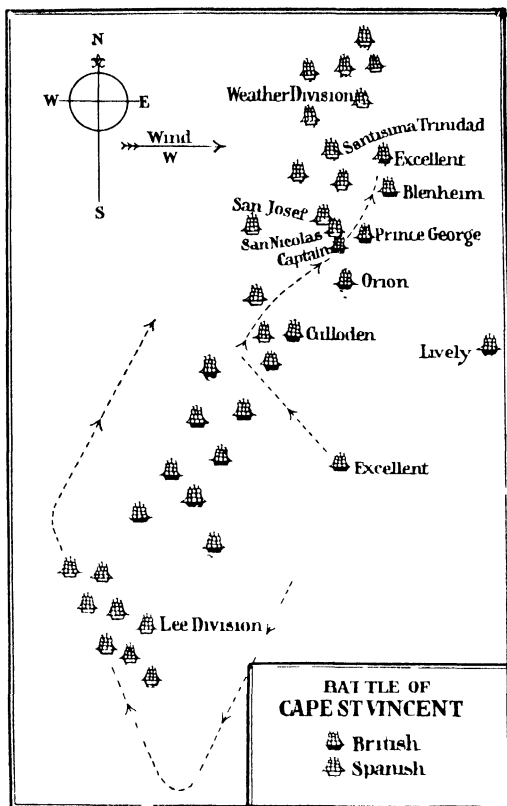 N
W E
S
Wind
W
Weather Division
Santisima Trinidad
Excellent
Blenheim
San Josef
San Nicolas
Captain
Prince George
Orion
Culloden
Lively
Excellent
Lee Division
BATTLE OF
CAPE ST VINCENT
British
Spanish